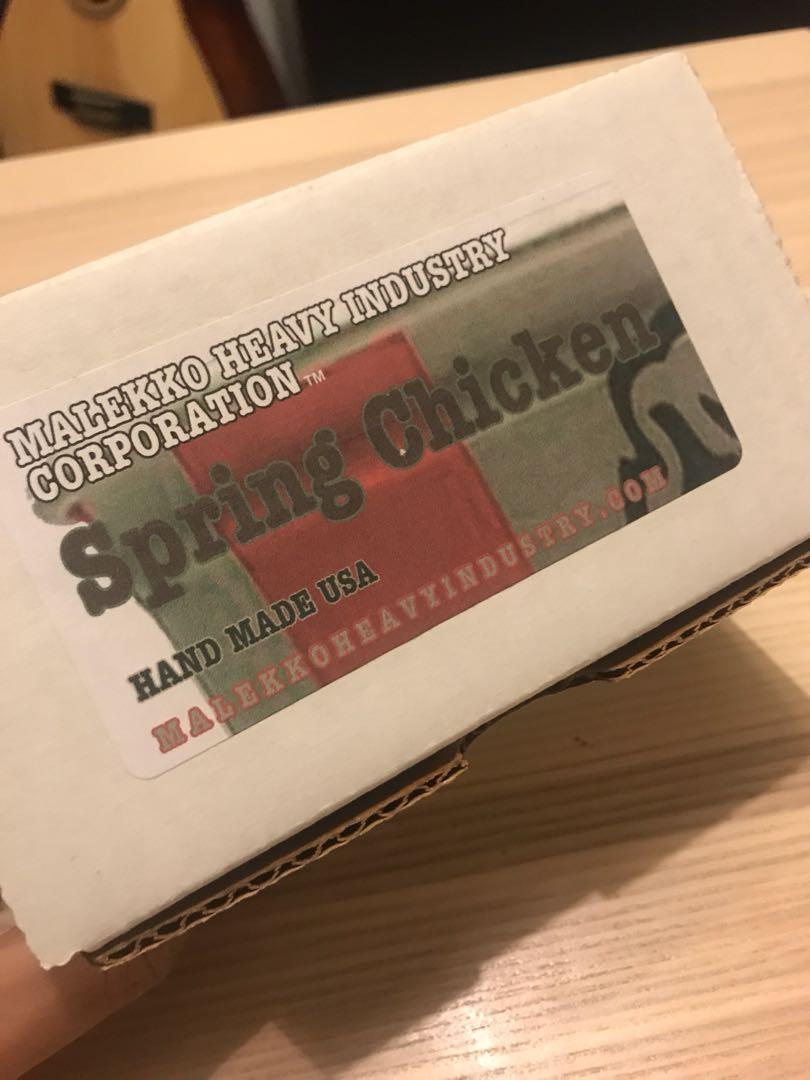 MALEKKO HEAVY INDUSTRY
CORPORATION™
Spring Chicken
HAND MADE USA
MALEKKOHEAVYINDUSTRY.COM